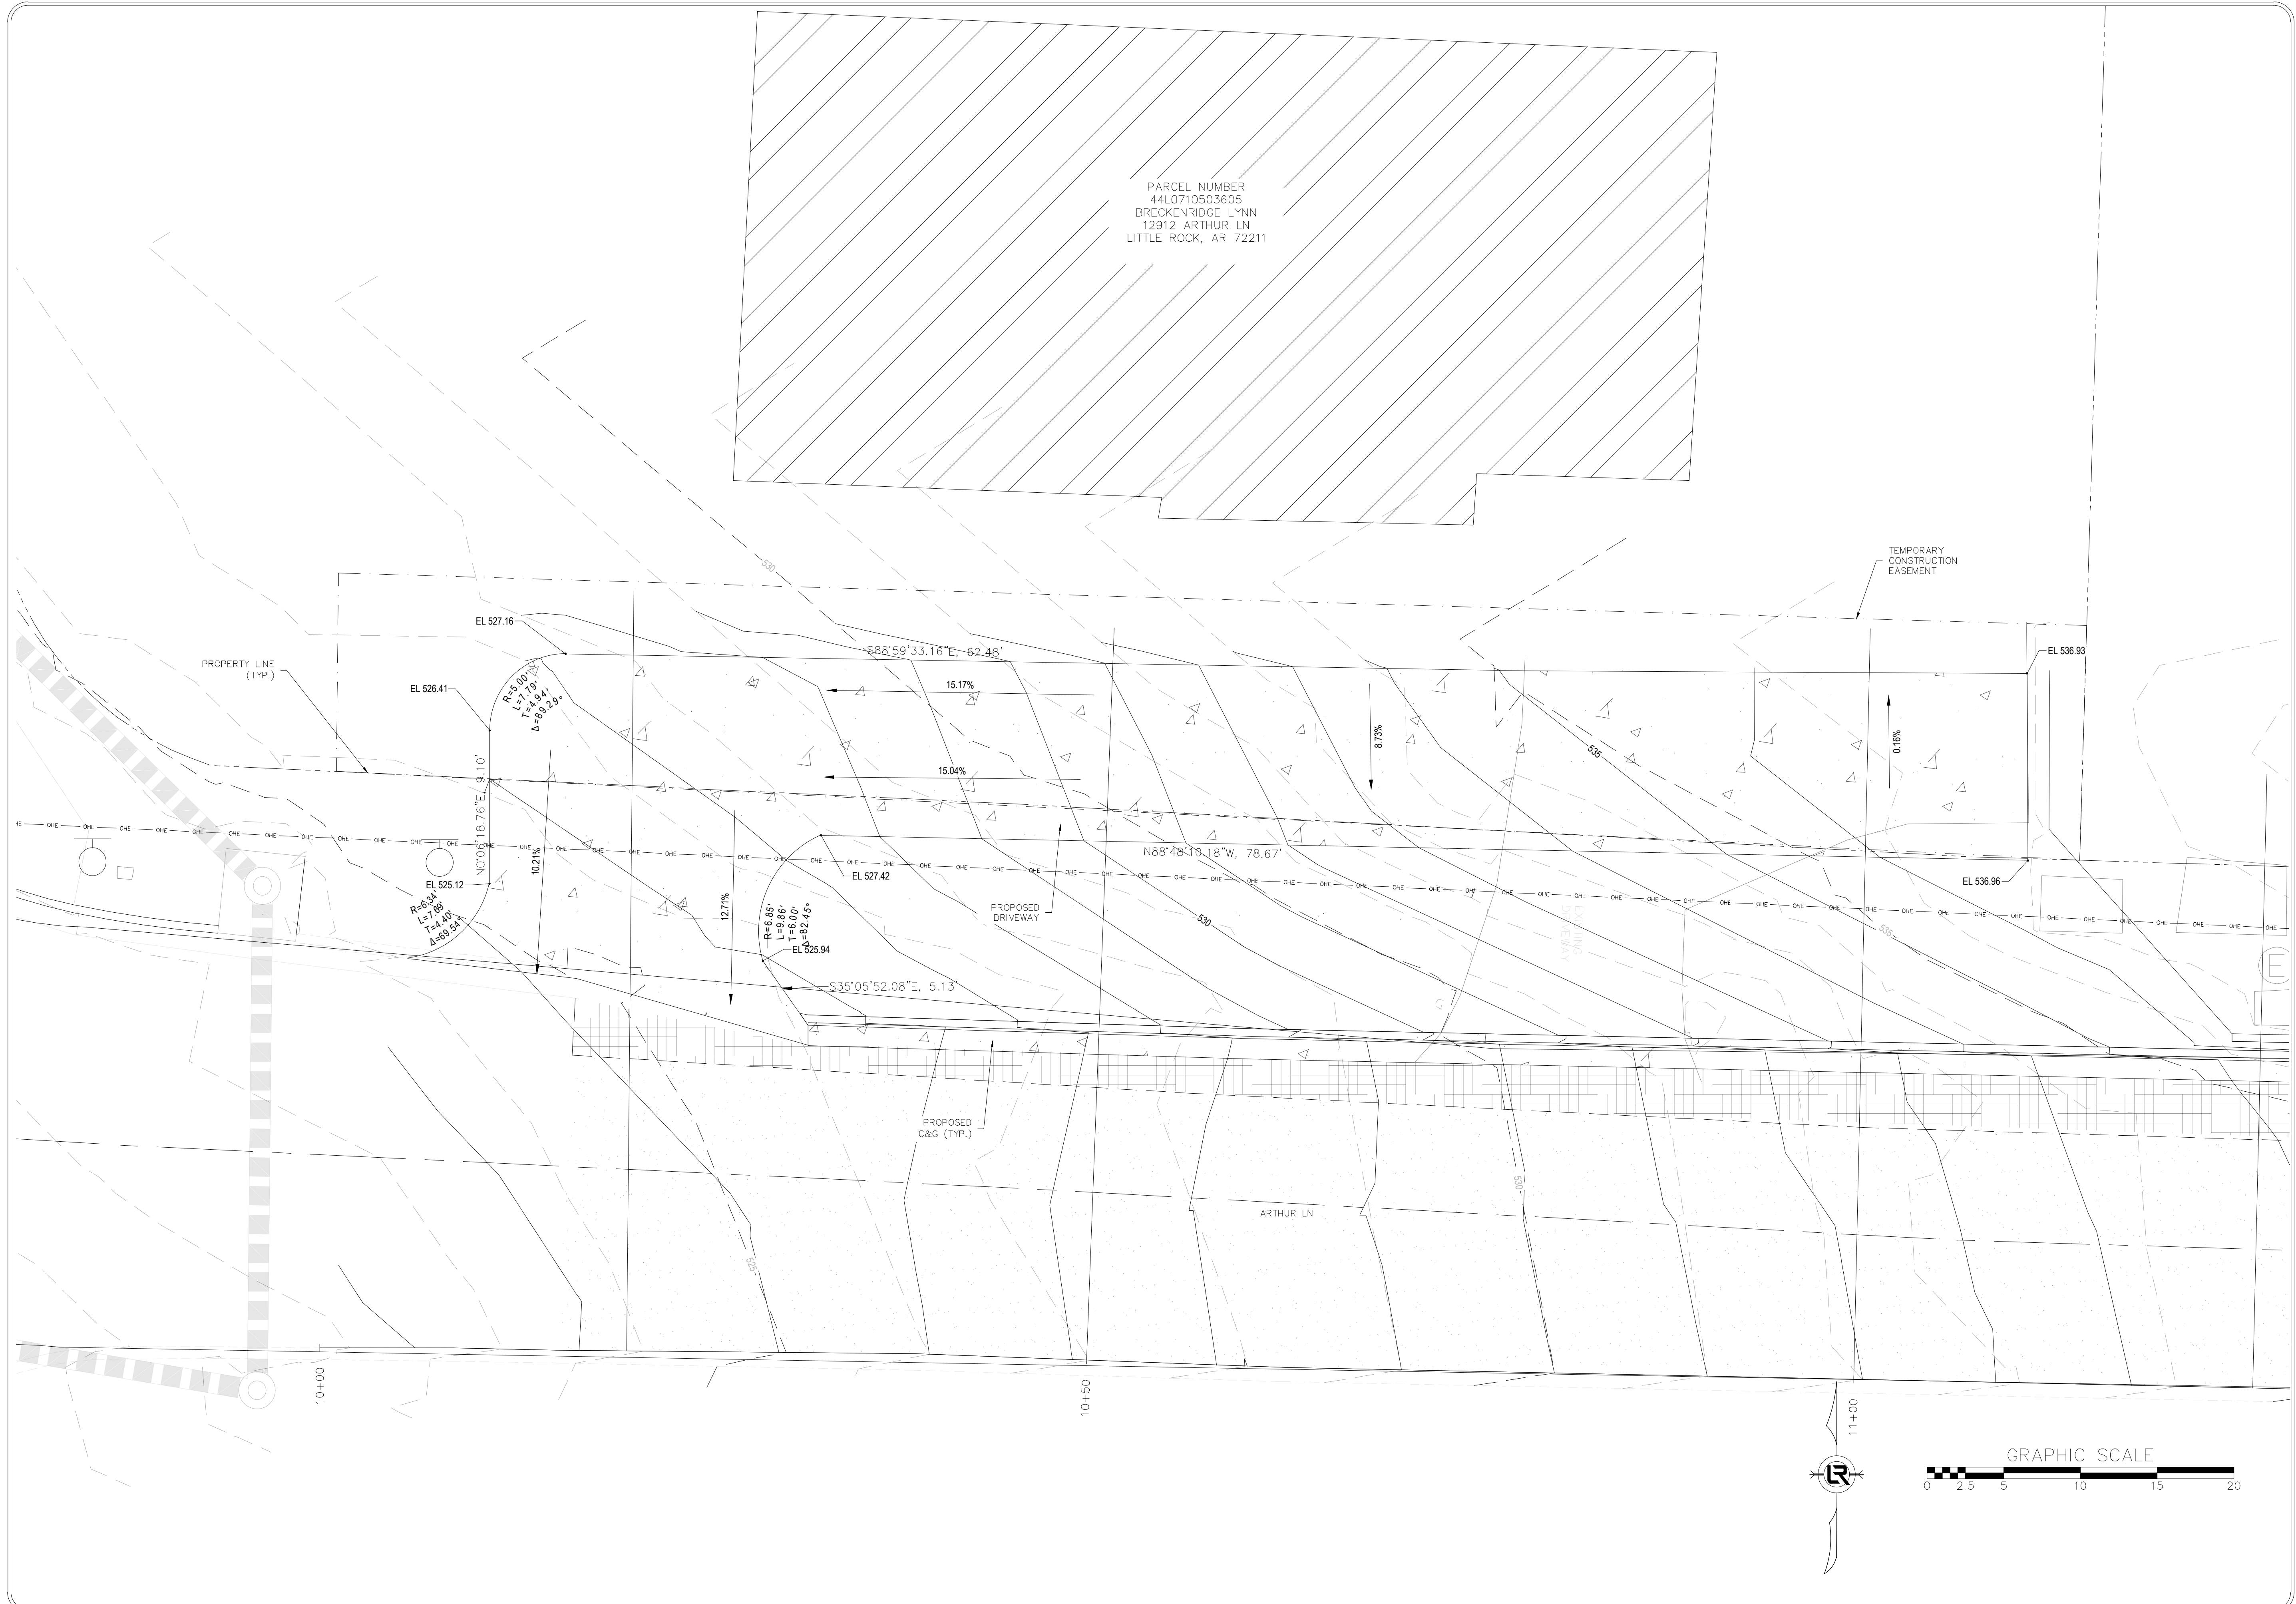 PARCEL NUMBER
44L0710503605
BRECKENRIDGE LYNN
12912 ARTHUR LN
LITTLE ROCK, AR 72211
TEMPORARY
CONSTRUCTION
EASEMENT
530
EL 527.16
S88°59'33.16"E, 62.48'
EL 536.93
PROPERTY LINE
(TYP.)
EL 526.41
R=5.00'
L=7.79'
T=4.94'
Δ=89.29°
15.17%
8.73%
535
0.16%
15.04%
N0°06'18.76"E, 9.10'
10.21%
OHE
N88°48'10.18"W, 78.67'
EL 527.42
EL 525.12
EL 536.96
R=6.34'
L=7.69'
T=4.40'
Δ=69.54°
12.71%
R=6.85'
L=9.86'
T=6.00'
Δ=82.45°
EL 525.94
PROPOSED
DRIVEWAY
530
535
E
S35°05'52.08"E, 5.13'
PROPOSED
C&G (TYP.)
530
ARTHUR LN
525
10+00
10+50
11+00
LR
GRAPHIC SCALE
0 2.5 5 10 15 20